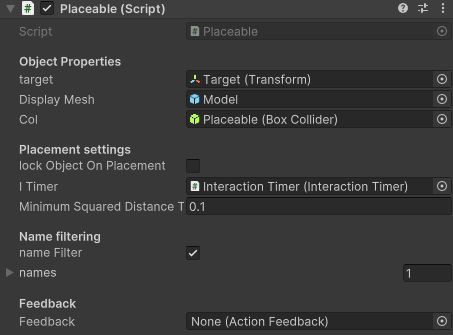 Placeable (Script)
Script Placeable
Object Properties
target Target (Transform)
Display Mesh Model
Col Placeable (Box Collider)
Placement settings
lock Object On Placement
I Timer Interaction Timer (Interaction Timer)
Minimum Squared Distance T 0.1
Name filtering
name Filter
names 1
Feedback
Feedback None (Action Feedback)